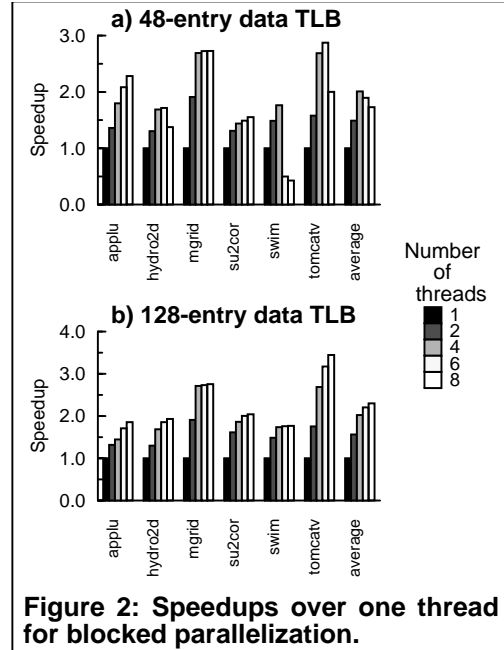 a) 48-entry data TLB
3.0
2.0
1.0
0.0
Speedup
applu
hydro2d
mgrid
su2cor
swim
tomcatv
average
Number
of
threads
1
2
4
6
8
b) 128-entry data TLB
4.0
3.0
2.0
1.0
0.0
Speedup
applu
hydro2d
mgrid
su2cor
swim
tomcatv
average
Figure 2: Speedups over one thread
for blocked parallelization.